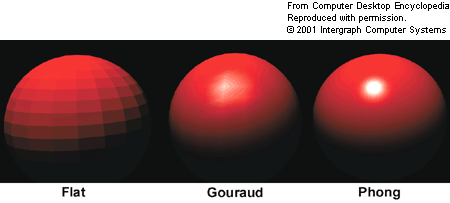 From Computer Desktop Encyclopedia
Reproduced with permission.
© 2001 Intergraph Computer Systems
Flat
Gouraud
Phong